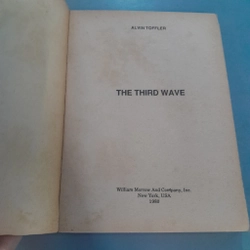 ALVIN TOFFLER
THE THIRD WAVE
William Morrow And Company, Inc.
New York, USA
1980